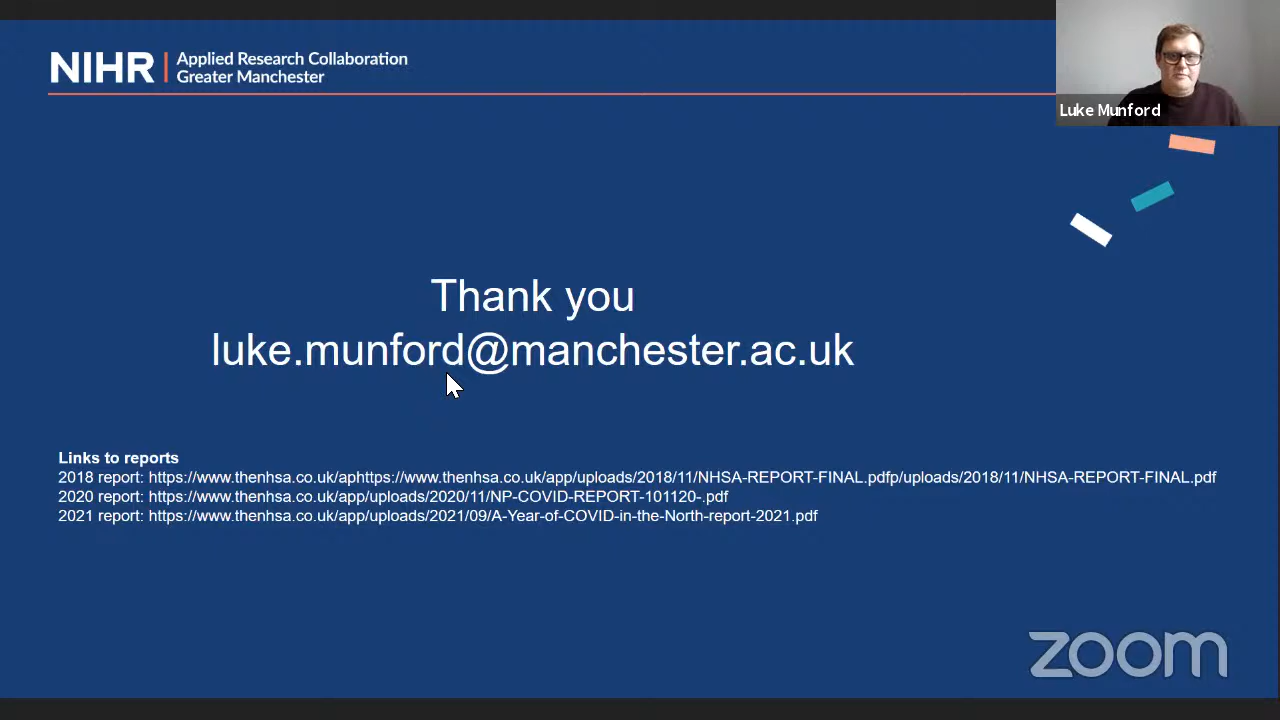 NIHR | Applied Research Collaboration
Greater Manchester
Luke Munford
Thank you
luke.munford@manchester.ac.uk
Links to reports
2018 report: https://www.thenhsa.co.uk/aphttps://www.thenhsa.co.uk/app/uploads/2018/11/NHSA-REPORT-FINAL.pdfp/uploads/2018/11/NHSA-REPORT-FINAL.pdf
2020 report: https://www.thenhsa.co.uk/app/uploads/2020/11/NP-COVID-REPORT-101120-.pdf
2021 report: https://www.thenhsa.co.uk/app/uploads/2021/09/A-Year-of-COVID-in-the-North-report-2021.pdf
zoom